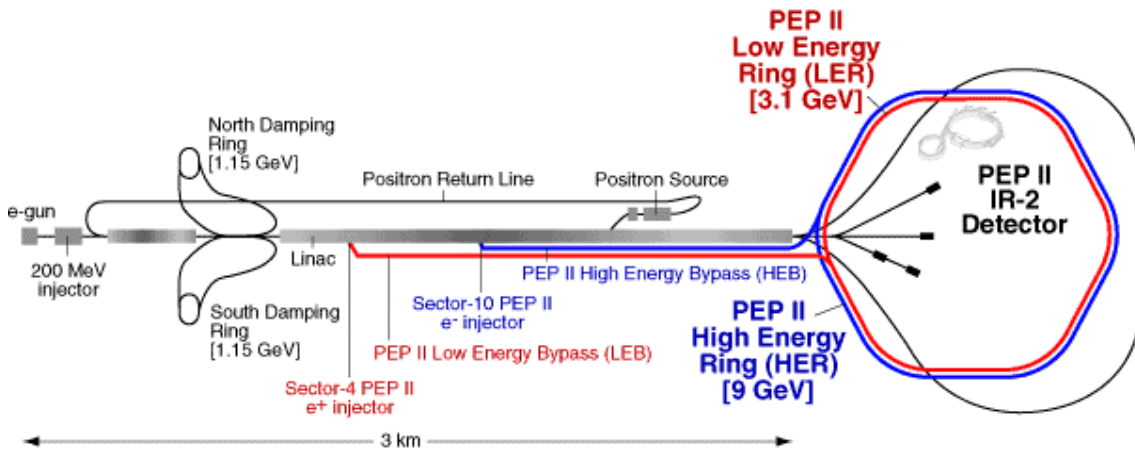 PEP II
Low Energy
Ring (LER)
[3.1 GeV]
North Damping
Ring
[1.15 GeV]
Positron Return Line
Positron Source
PEP II
IR-2
Detector
e-gun
200 MeV
injector
Linac
PEP II High Energy Bypass (HEB)
South Damping
Ring
[1.15 GeV]
Sector-10 PEP II
e- injector
PEP II Low Energy Bypass (LEB)
Sector-4 PEP II
e+ injector
PEP II
High Energy
Ring (HER)
[9 GeV]
3 km